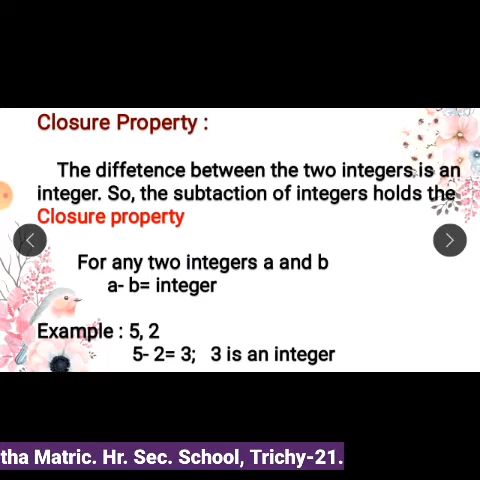 Closure Property :
The diffetence between the two integers is an
integer. So, the subtaction of integers holds the
Closure property
For any two integers a and b
a- b= integer
Example : 5, 2
5- 2= 3;   3 is an integer
tha Matric. Hr. Sec. School, Trichy-21.